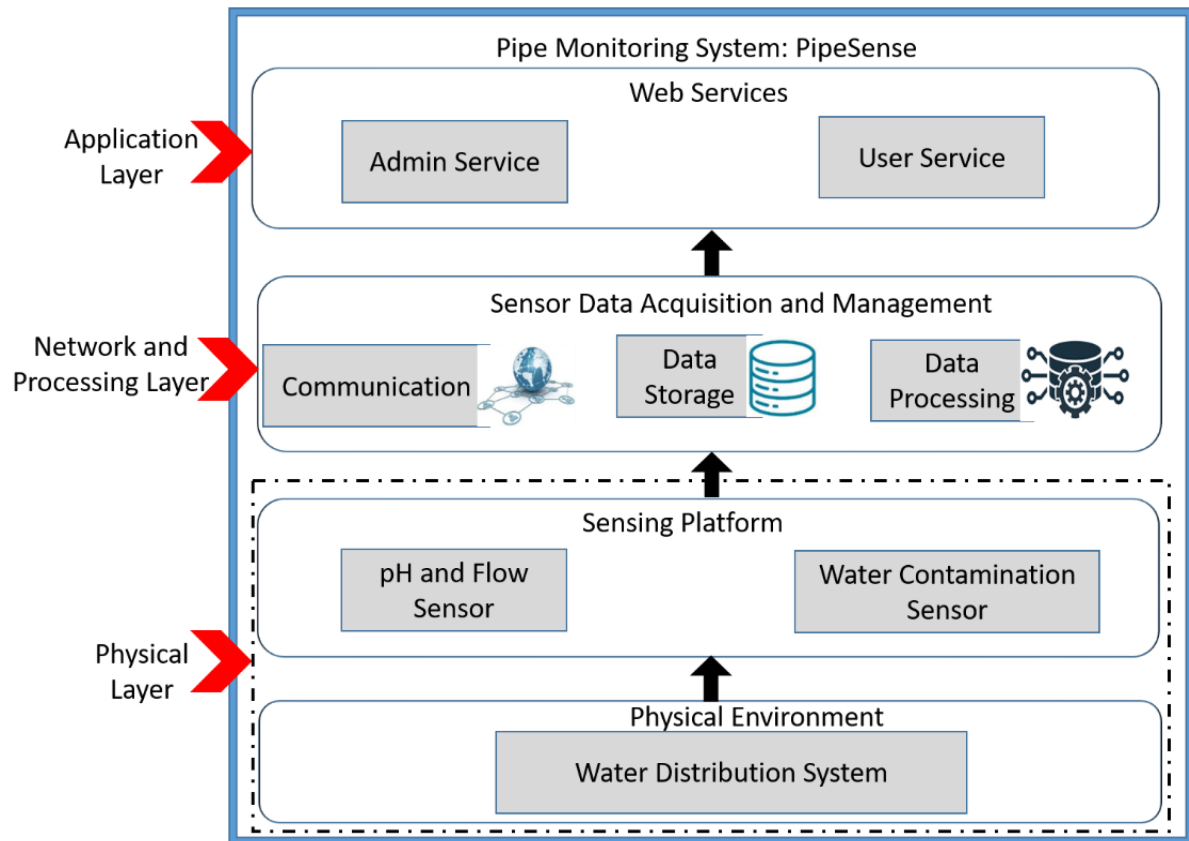 Pipe Monitoring System: PipeSense
Web Services
Application
Layer
Admin Service
User Service
Sensor Data Acquisition and Management
Network and
Processing Layer
Communication
Data
Storage
Data
Processing
Sensing Platform
pH and Flow
Sensor
Water Contamination
Sensor
Physical
Layer
Physical Environment
Water Distribution System